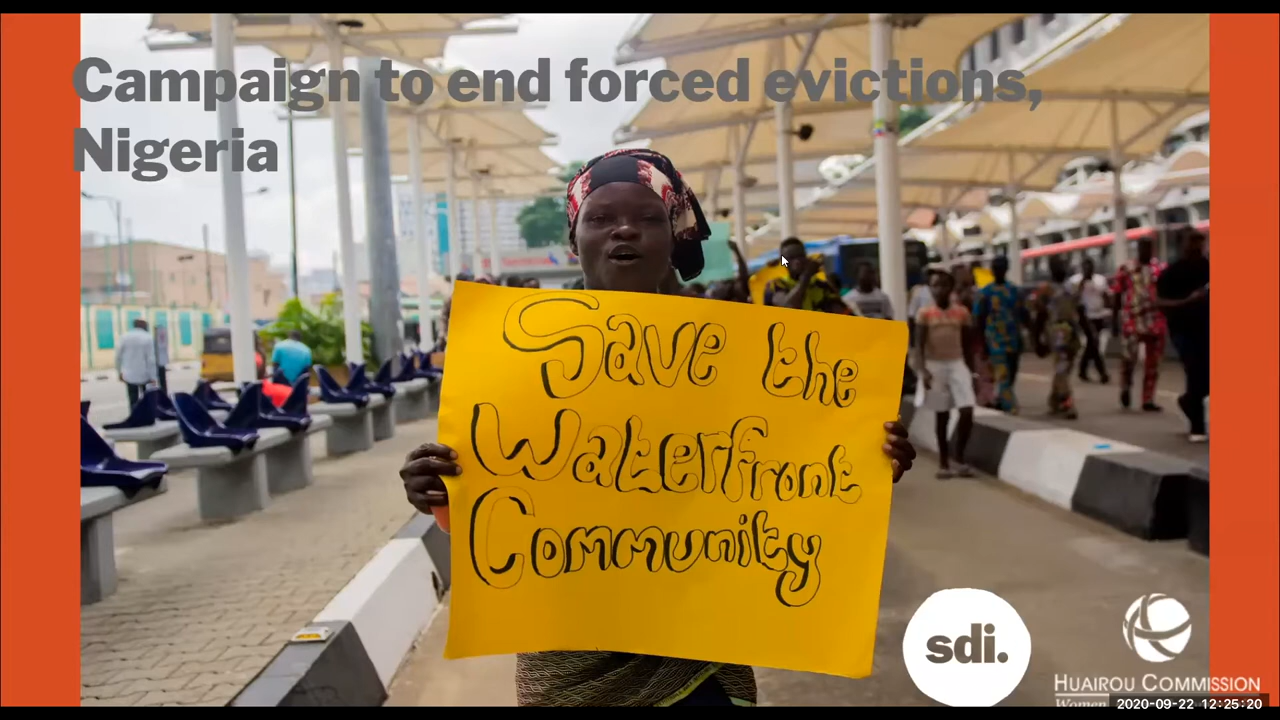 Campaign to end forced evictions,
Nigeria
Save the
Waterfront
Community
sdi.
HUAIROU COMMISSION
Women
2020-09-22 12:25:20